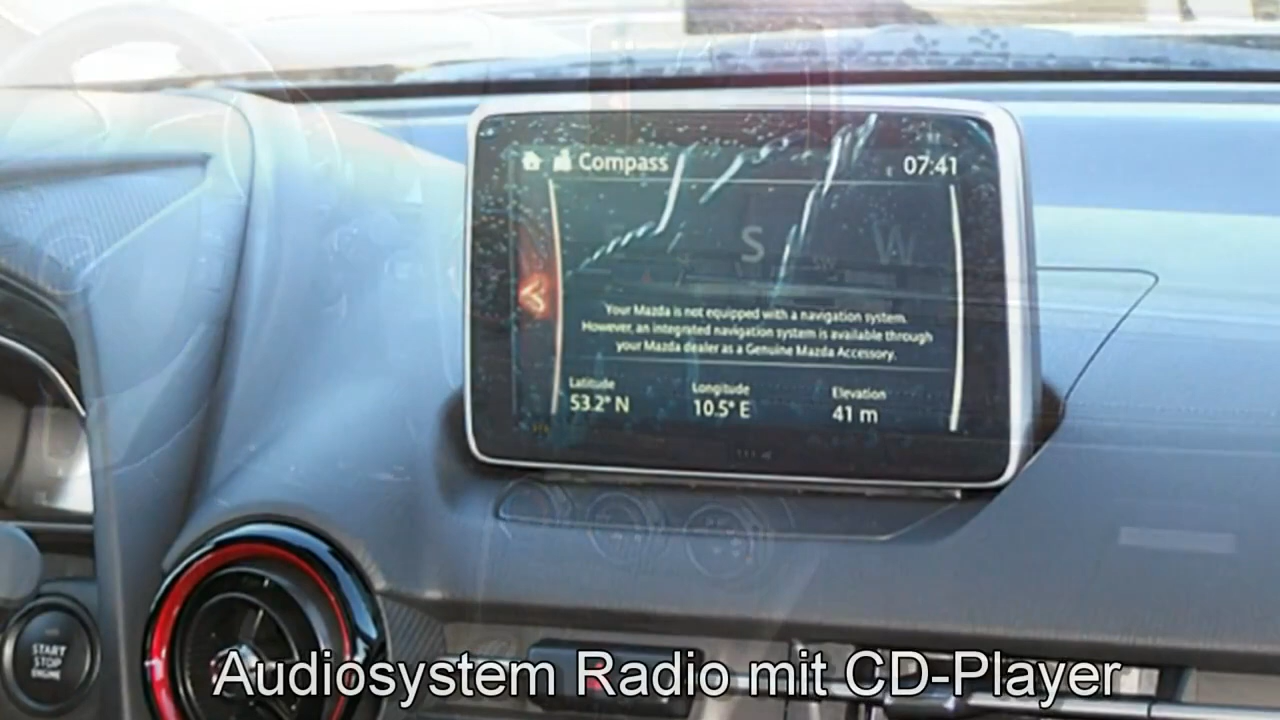 Compass
07:41
S W
Your Mazda is not equipped with a navigation system.
However, an integrated navigation system is available through
your Mazda dealer as a Genuine Mazda Accessory.
Latitude Longitude Elevation
53.2° N 10.5° E 41 m
START
STOP
ENGINE
Audiosystem Radio mit CD-Player